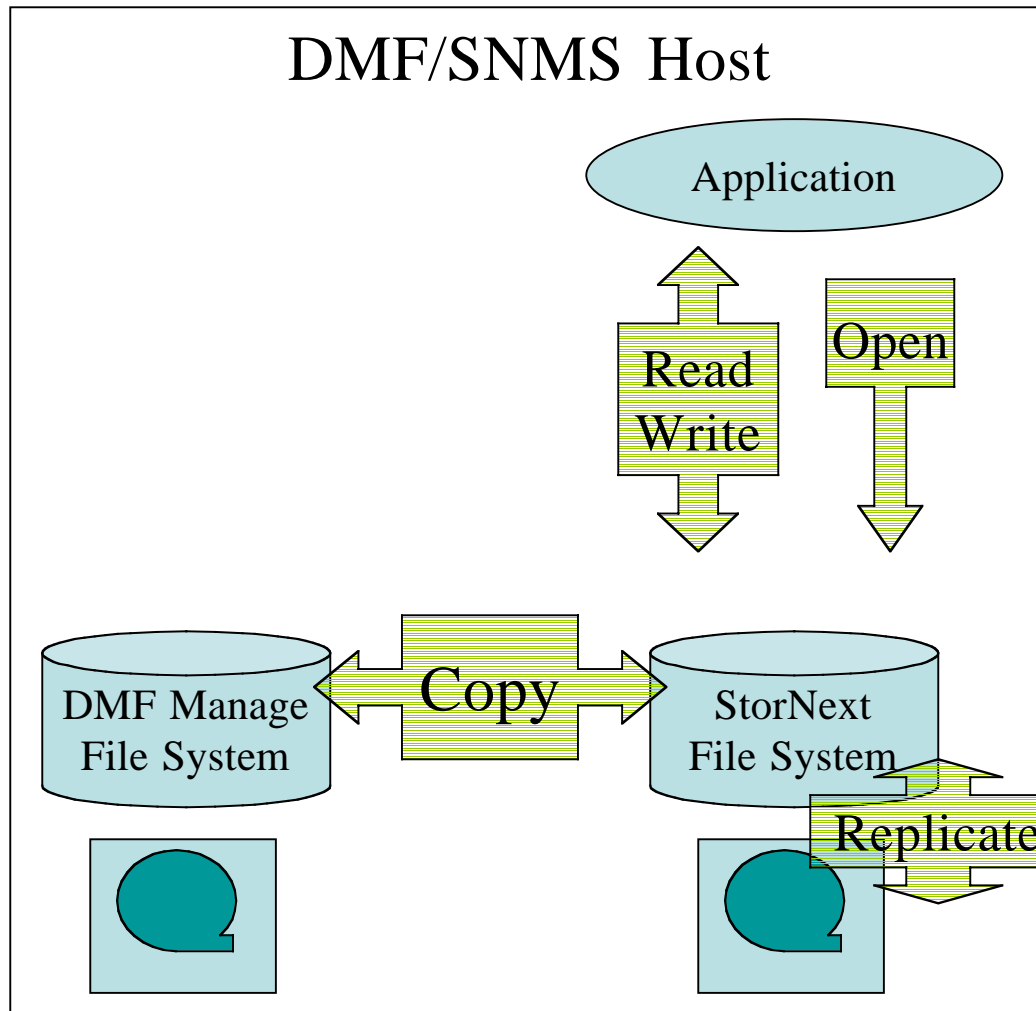 DMF/SNMS Host
Application
Read
Write
Open
DMF Manage
File System
Copy
StorNext
File System
Replicate